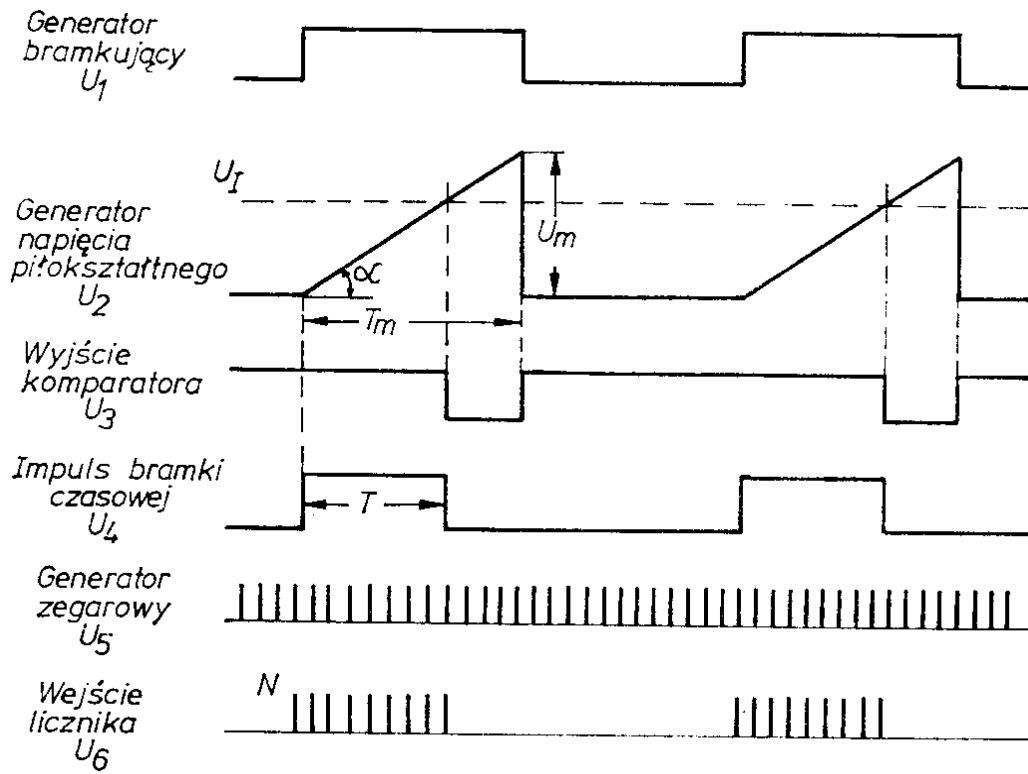 Generator
bramkujący
U1
UI
Generator
napięcia
piłokształtnego
U2
α
Um
Tm
Wyjście
komparatora
U3
Impuls bramki
czasowej
U4
T
Generator
zegarowy
U5
Wejście
licznika
U6
N